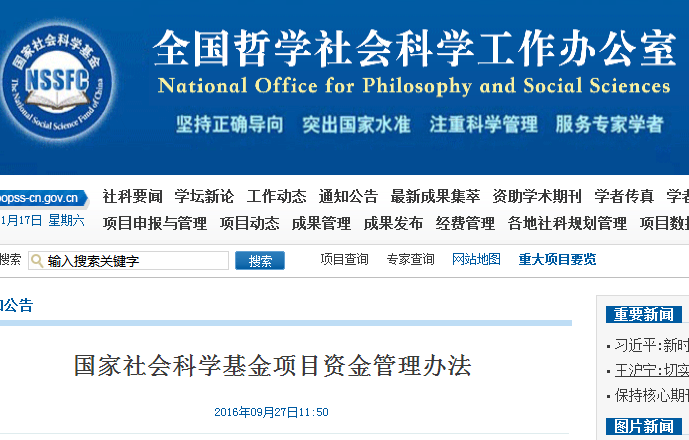 国家社会科学基金
NSSFC
The National Social Science Fund of China
全国哲学社会科学工作办公室
National Office for Philosophy and Social Sciences
坚持正确导向 突出国家水准 注重科学管理 服务专家学者
opss-cn.gov.cn
社科要闻 学坛新论 工作动态 通知公告 最新成果集萃 资助学术期刊 学者传真 学者
1月17日 星期六
项目申报与管理 项目动态 成果管理 成果发布 经费管理 各地社科规划管理 项目数据
搜索 输入搜索关键字 搜索 项目查询 专家查询 网站地图 重大项目要览
知公告
国家社会科学基金项目资金管理办法
2016年09月27日11:50
重要新闻
习近平:新时
王沪宁:切实
保持核心期刊
图片新闻